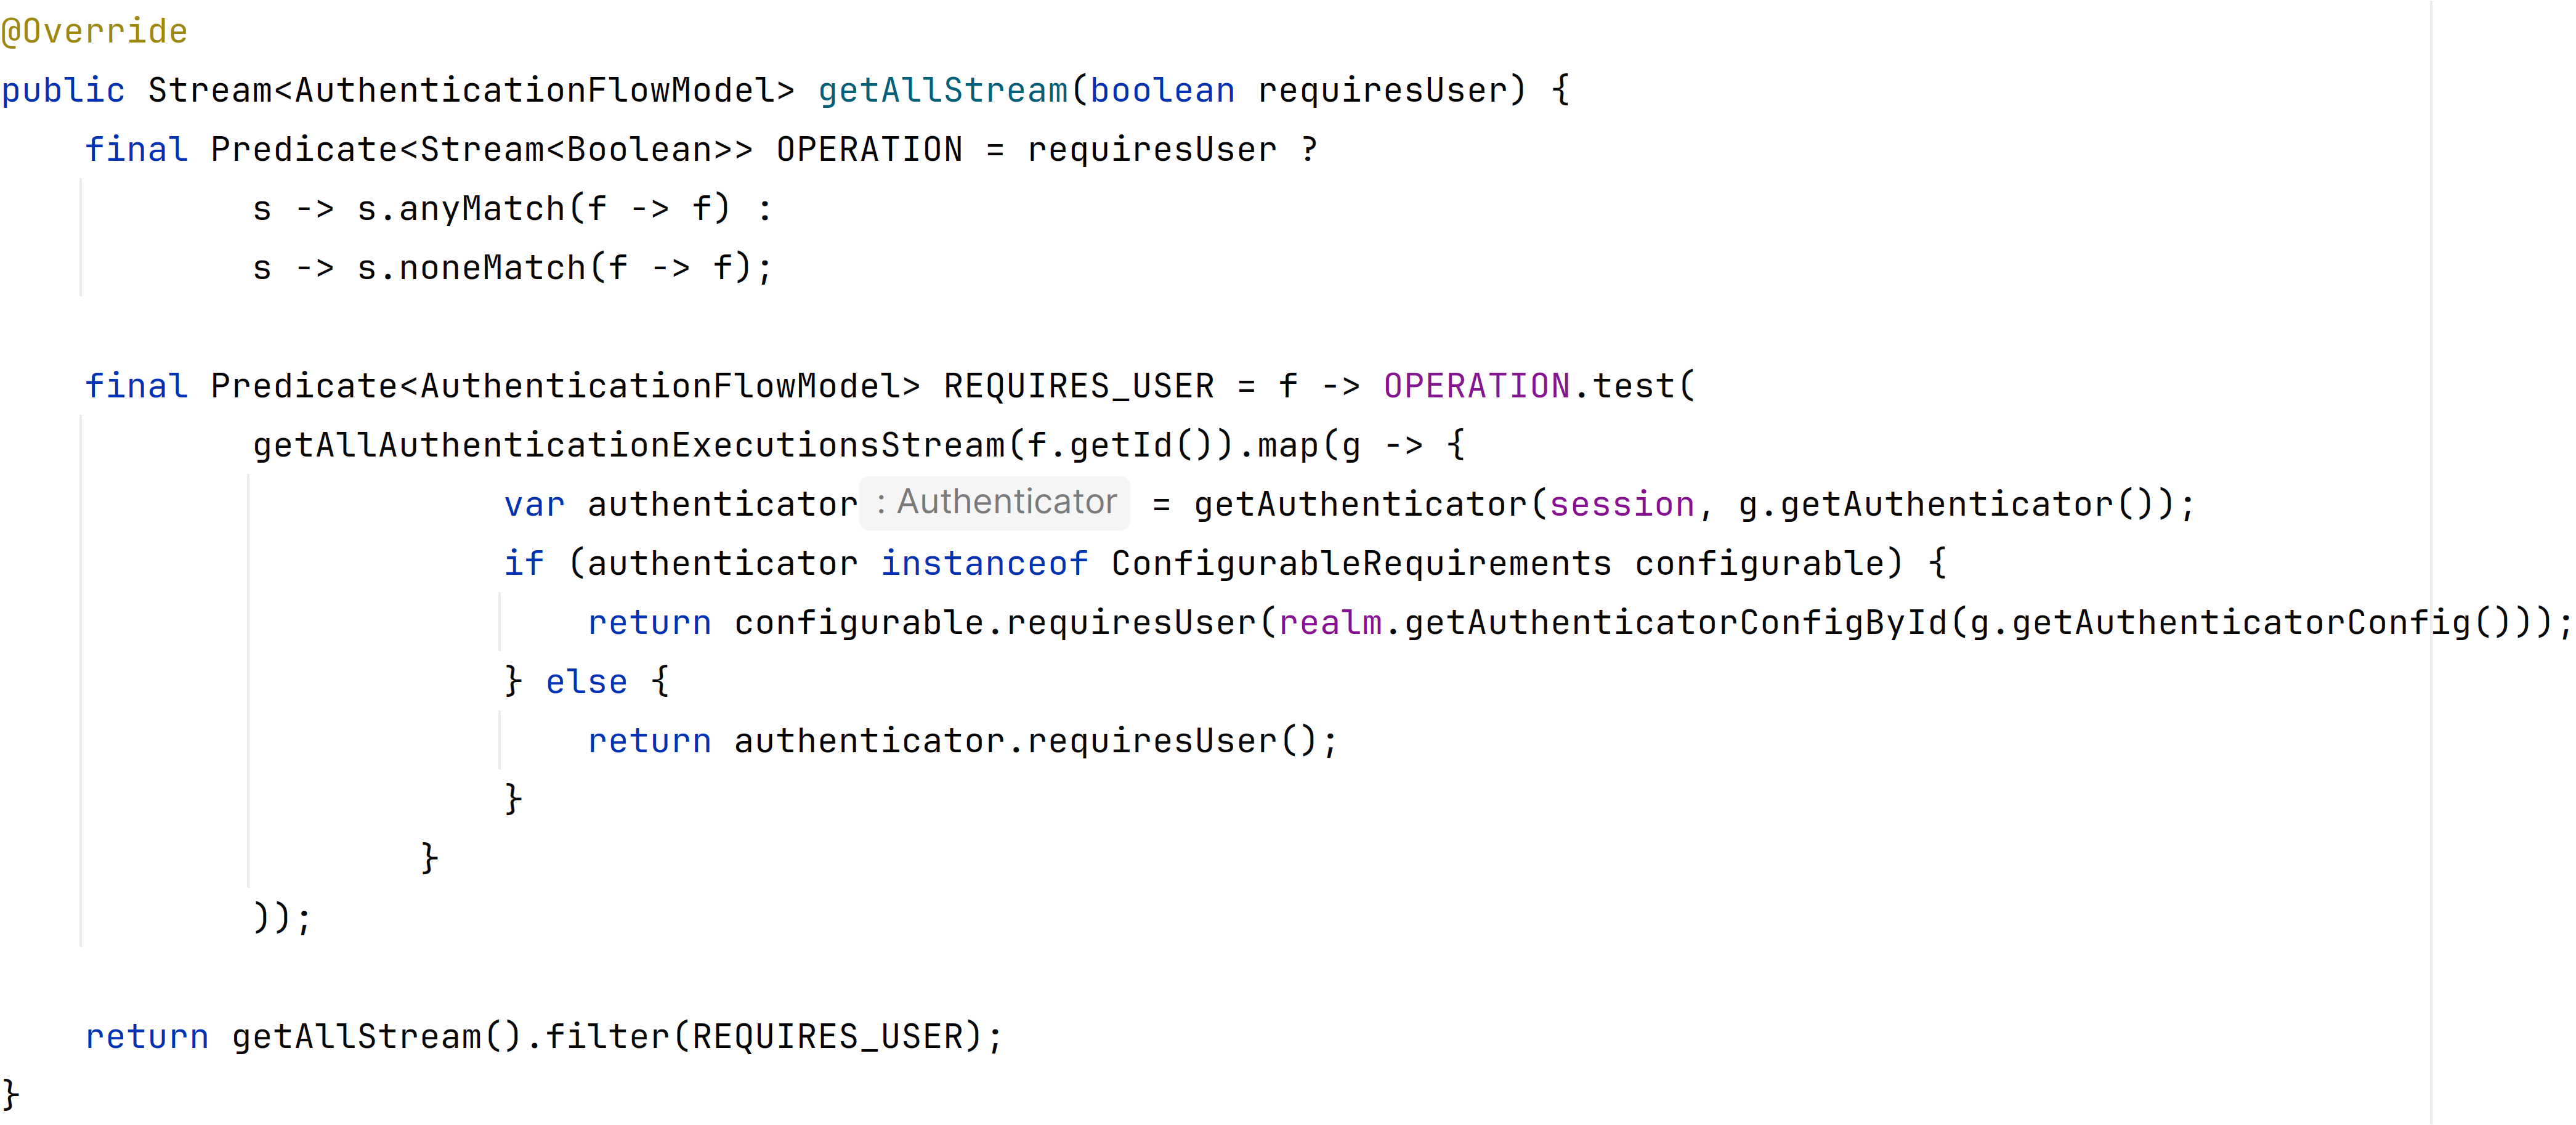 @Override
public Stream<AuthenticationFlowModel> getAllStream(boolean requiresUser) {
    final Predicate<Stream<Boolean>> OPERATION = requiresUser ?
            s -> s.anyMatch(f -> f) :
            s -> s.noneMatch(f -> f);

    final Predicate<AuthenticationFlowModel> REQUIRES_USER = f -> OPERATION.test(
            getAllAuthenticationExecutionsStream(f.getId()).map(g -> {
                        var authenticator : Authenticator = getAuthenticator(session, g.getAuthenticator());
                        if (authenticator instanceof ConfigurableRequirements configurable) {
                            return configurable.requiresUser(realm.getAuthenticatorConfigById(g.getAuthenticatorConfig()));
                        } else {
                            return authenticator.requiresUser();
                        }
                    }
            ));

    return getAllStream().filter(REQUIRES_USER);
}